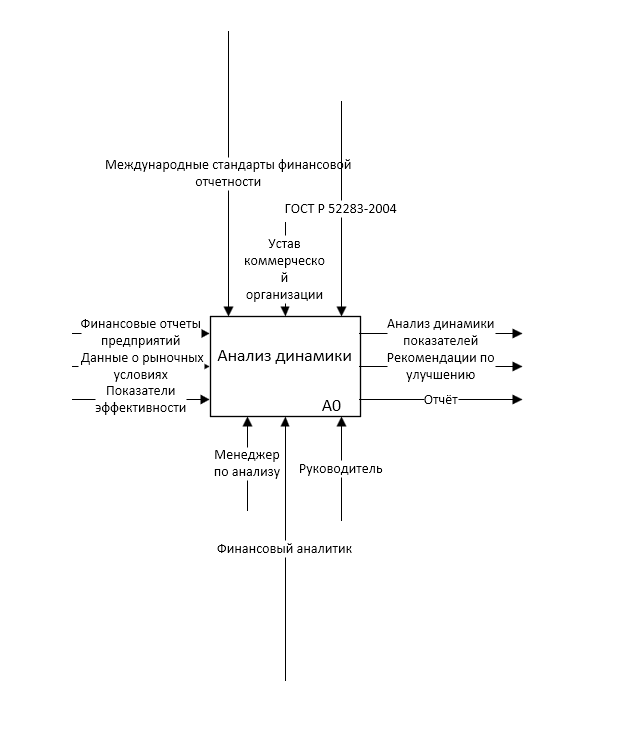 Международные стандарты финансовой
отчетности
ГОСТ Р 52283-2004
Устав
коммерческо
й
организации
Финансовые отчеты
предприятий
Данные о рыночных
условиях
Показатели
эффективности
Анализ динамики
A0
Анализ динамики
показателей
Рекомендации по
улучшению
Отчёт
Менеджер
по анализу
Руководитель
Финансовый аналитик